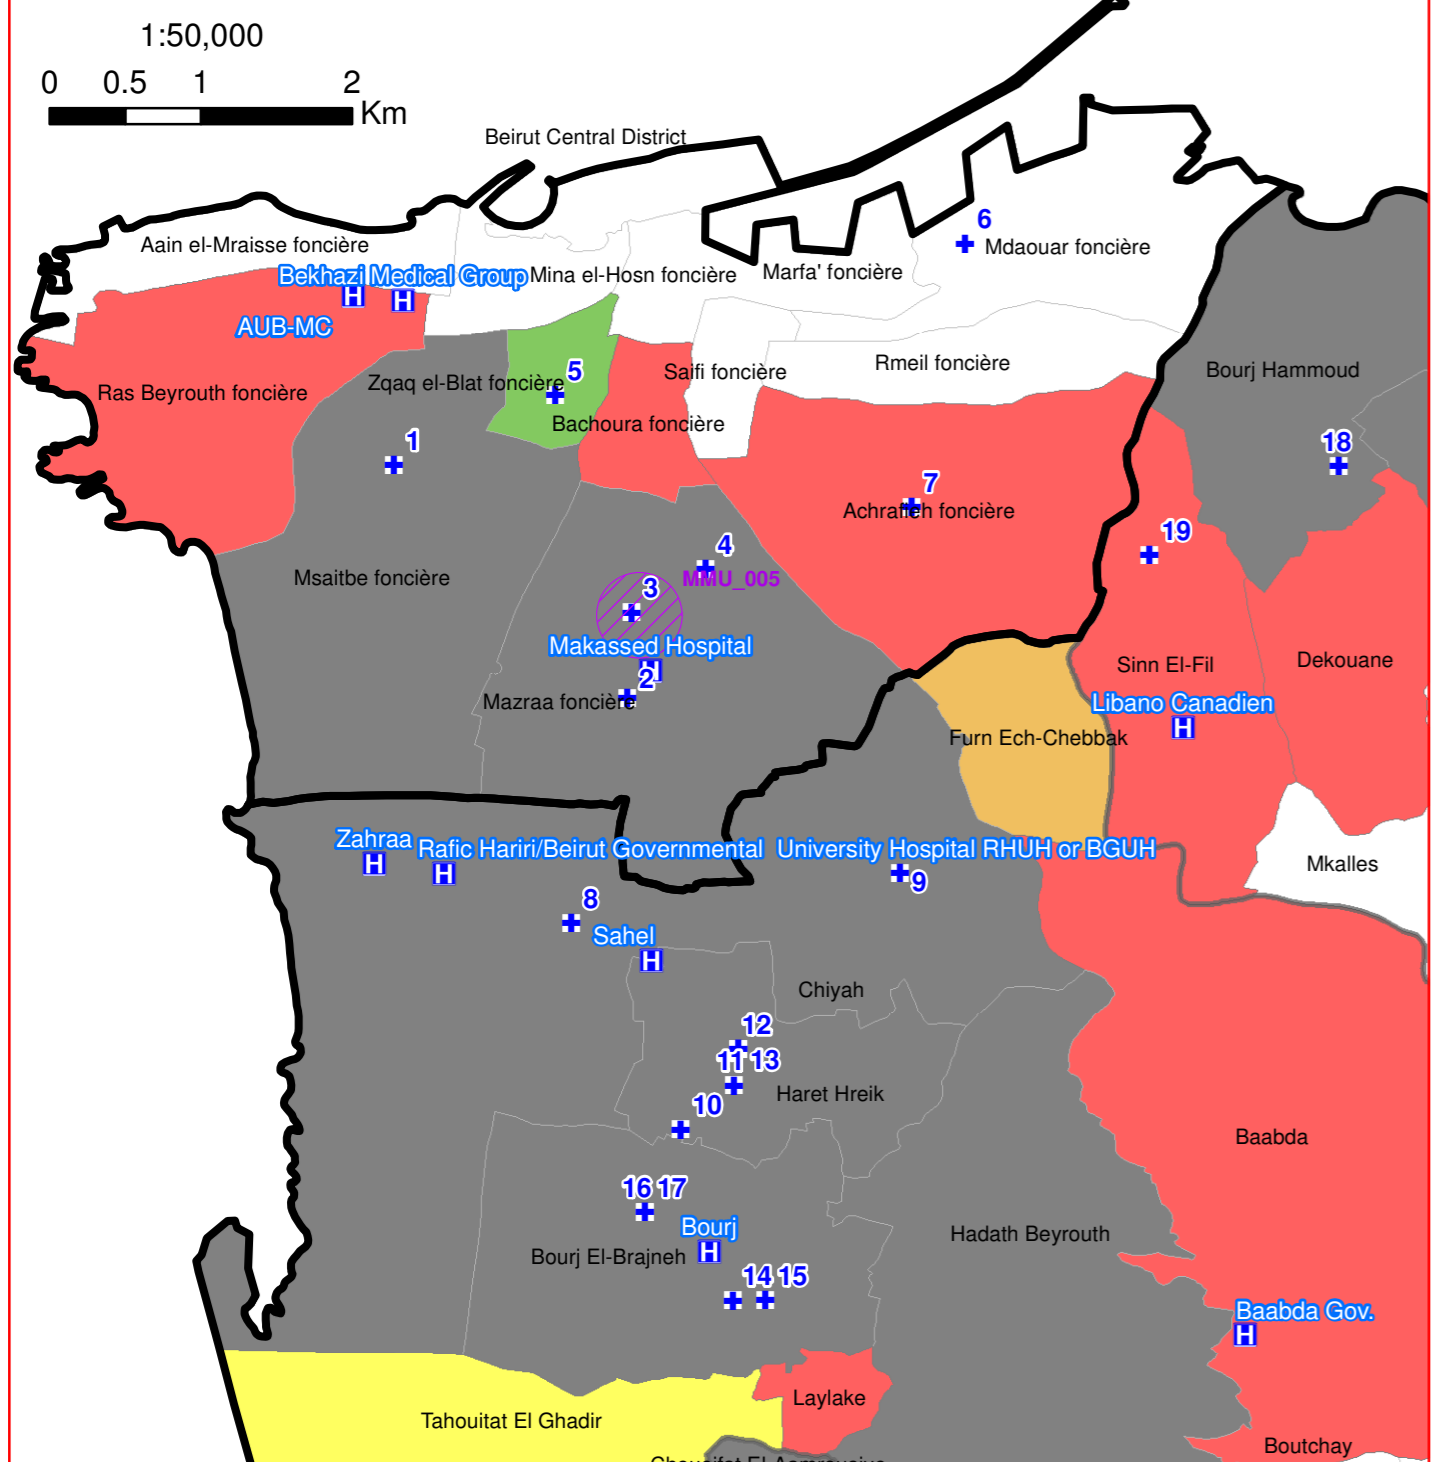 1:50,000
0 0.5 1 2
Km
Beirut Central District
6
Aain el-Mraisse foncière
Mdaouar foncière
Bekhazi Medical Group
Mina el-Hosn foncière
Marfa' foncière
H H
AUB-MC
Rmeil foncière
Saifi foncière
5
Bourj Hammoud
Zqaq el-Blat foncière
Ras Beyrouth foncière
Bachoura foncière
1
18
7
Achrafieh foncière
19
4
Msaitbe foncière
MMU_005
3
Makassed Hospital
H
Sinn El-Fil
Dekouane
2
Mazraa foncière
Libano Canadien
H
Furn Ech-Chebbak
Zahraa
Rafic Hariri/Beirut Governmental University Hospital RHUH or BGUH
H H
Mkalles
9
8
Sahel
H
Chiyah
12
11 13
Haret Hreik
10
Baabda
16 17
Bourj
H
Hadath Beyrouth
Bourj El-Brajneh
14 15
Baabda Gov.
H
Laylake
Tahouitat El Ghadir
Boutchay